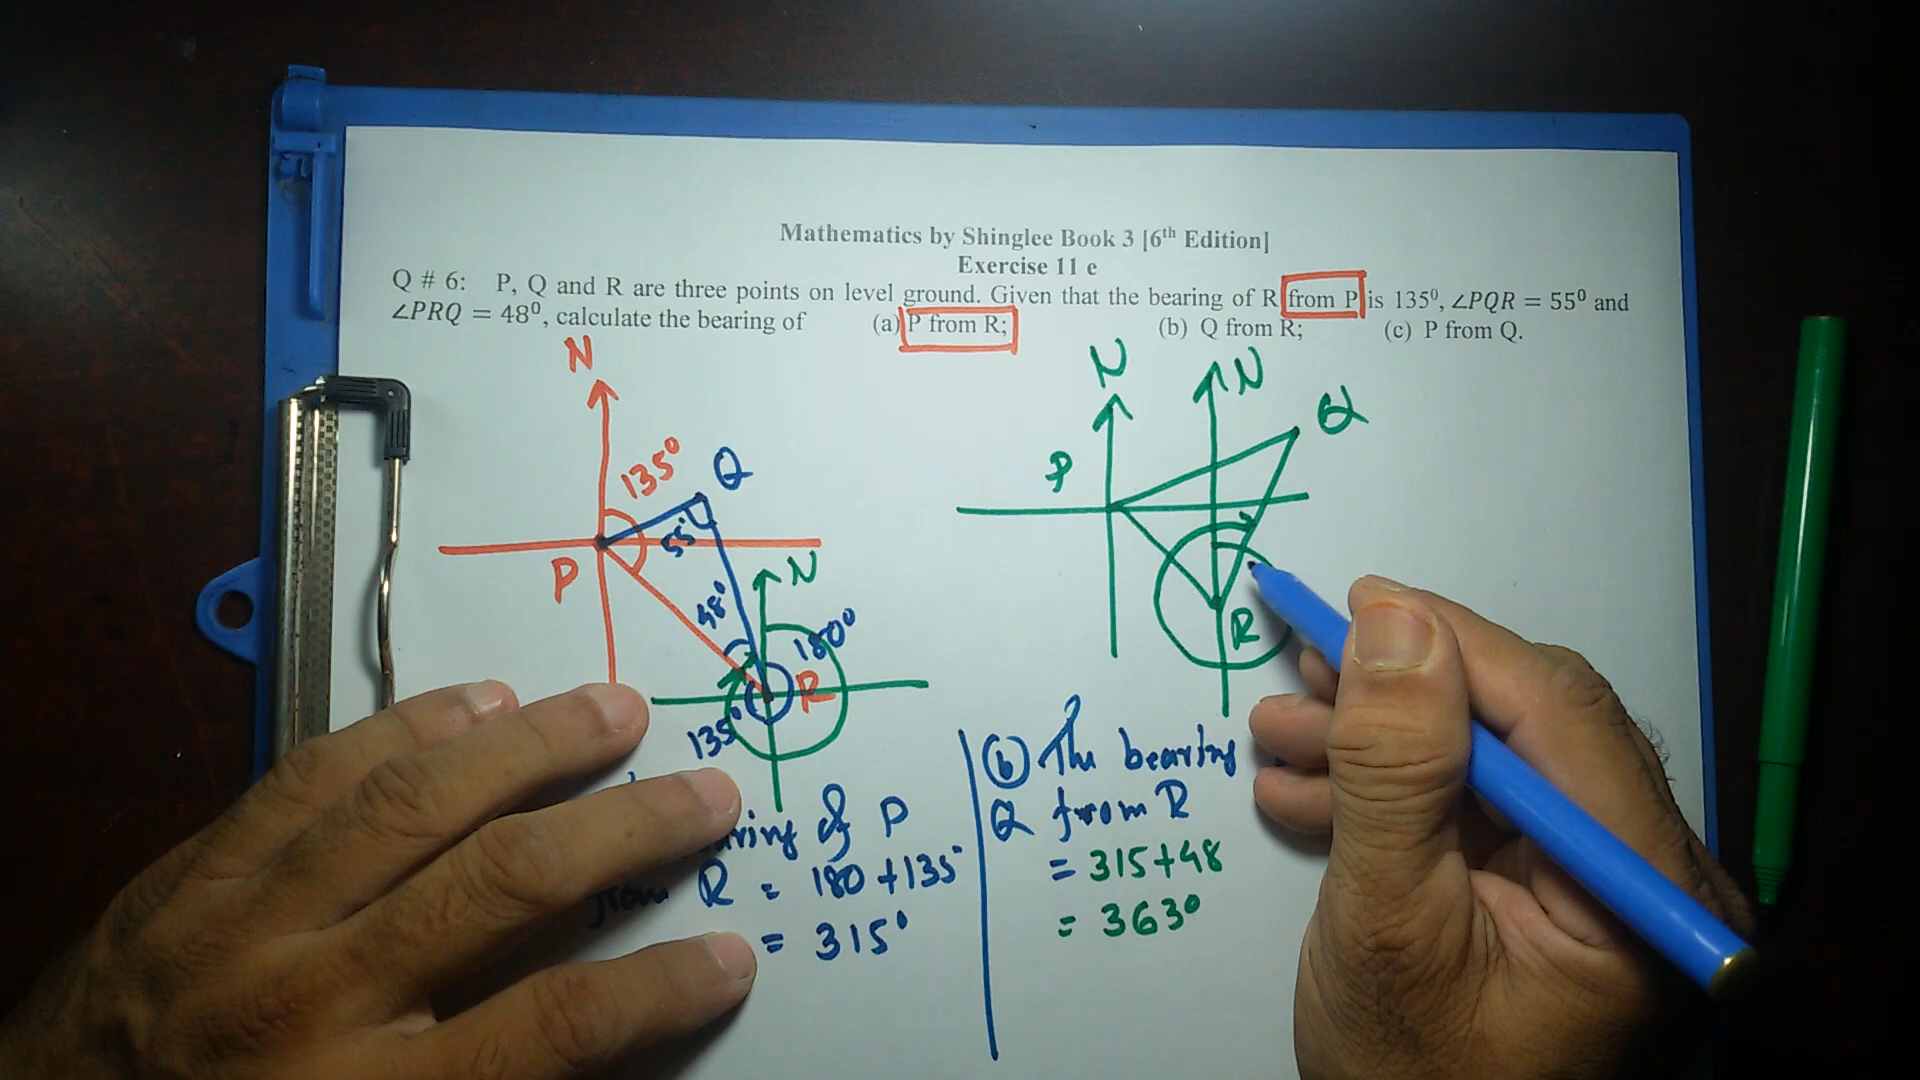 Mathematics by Shinglee Book 3 [6th Edition]
Exercise 11 e
Q # 6: P, Q and R are three points on level ground. Given that the bearing of R from P is 135⁰, ∠PQR = 55⁰ and
∠PRQ = 48⁰, calculate the bearing of (a) P from R; (b) Q from R; (c) P from Q.
N
135°
Q
55°
P
N
48°
180°
R
135°
N
N
Q
P
R
of P
from R = 180 + 135°
= 315°
(b) The bearing
Q from R
= 315+48
= 363°